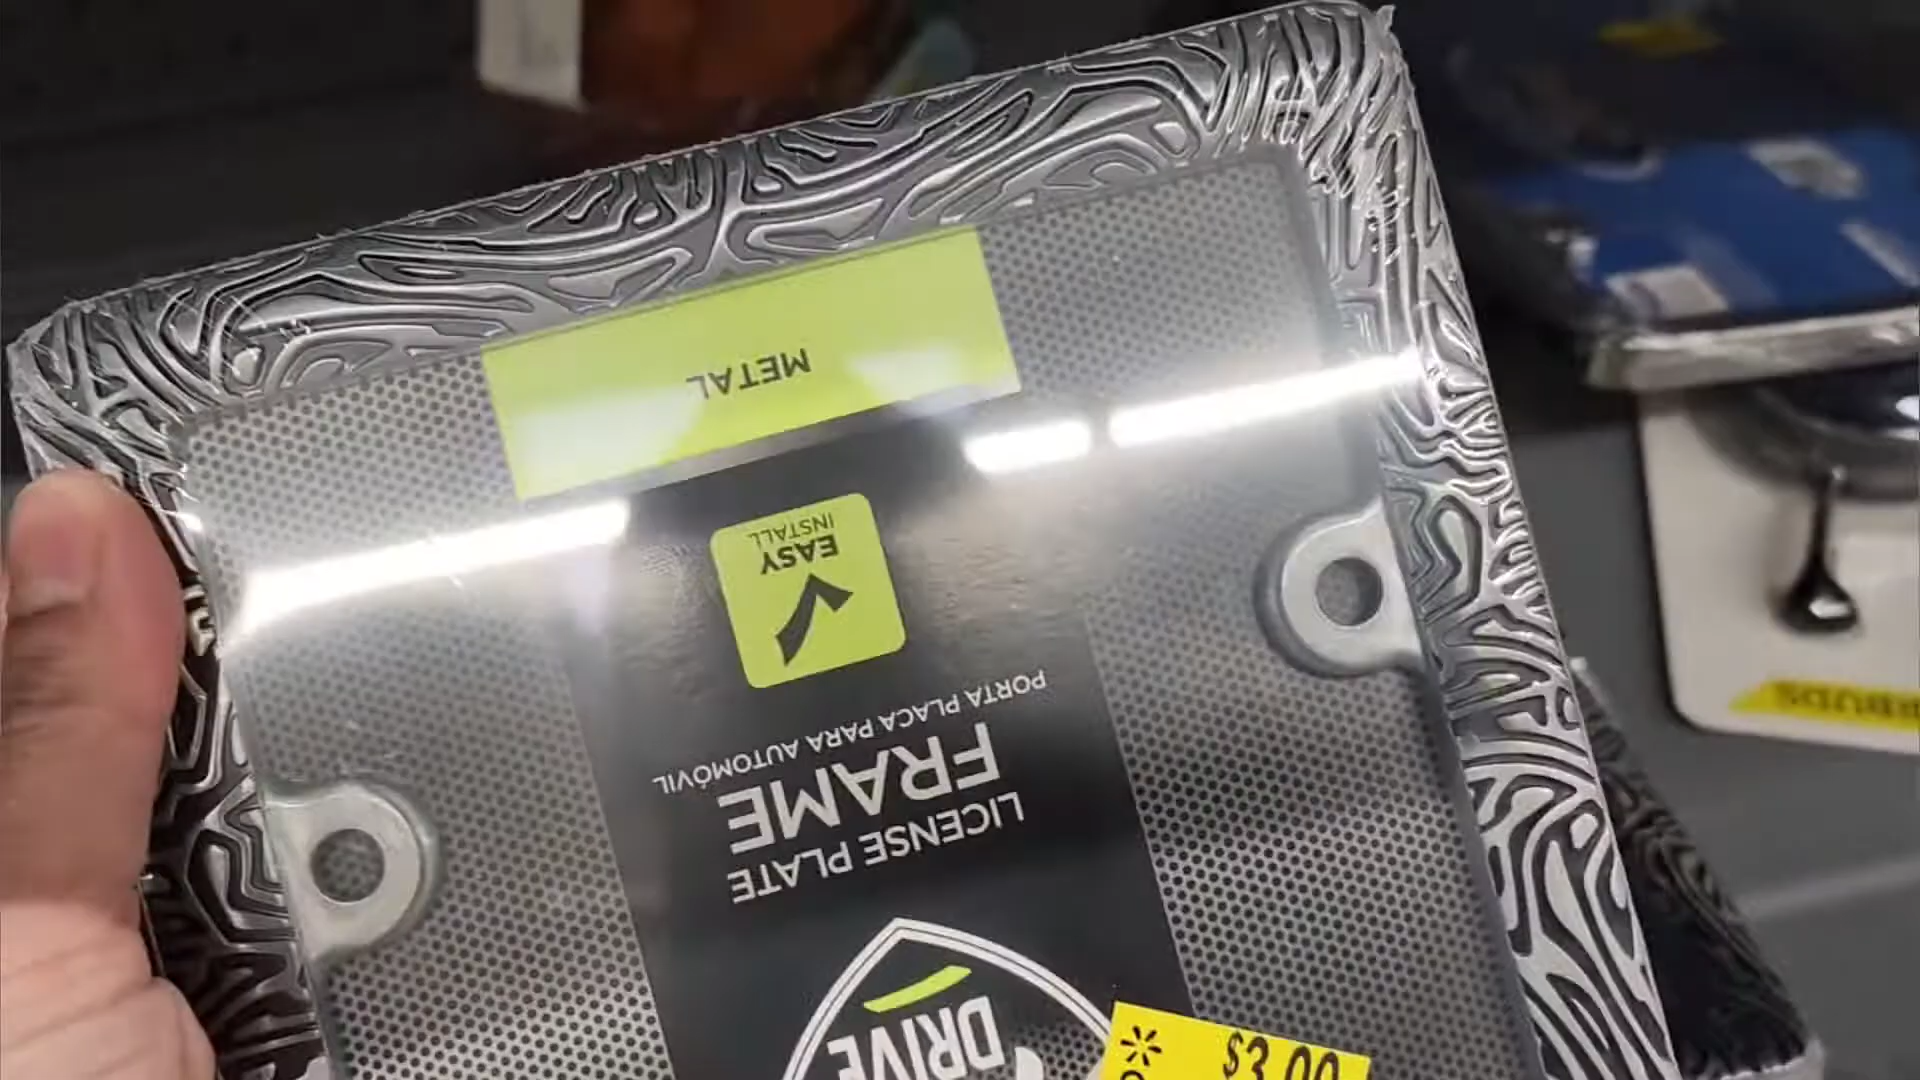 DRIVE
LICENSE PLATE
FRAME
PORTA PLACA PARA AUTOMÓVIL
EASY
INSTALL
METAL
$3.00